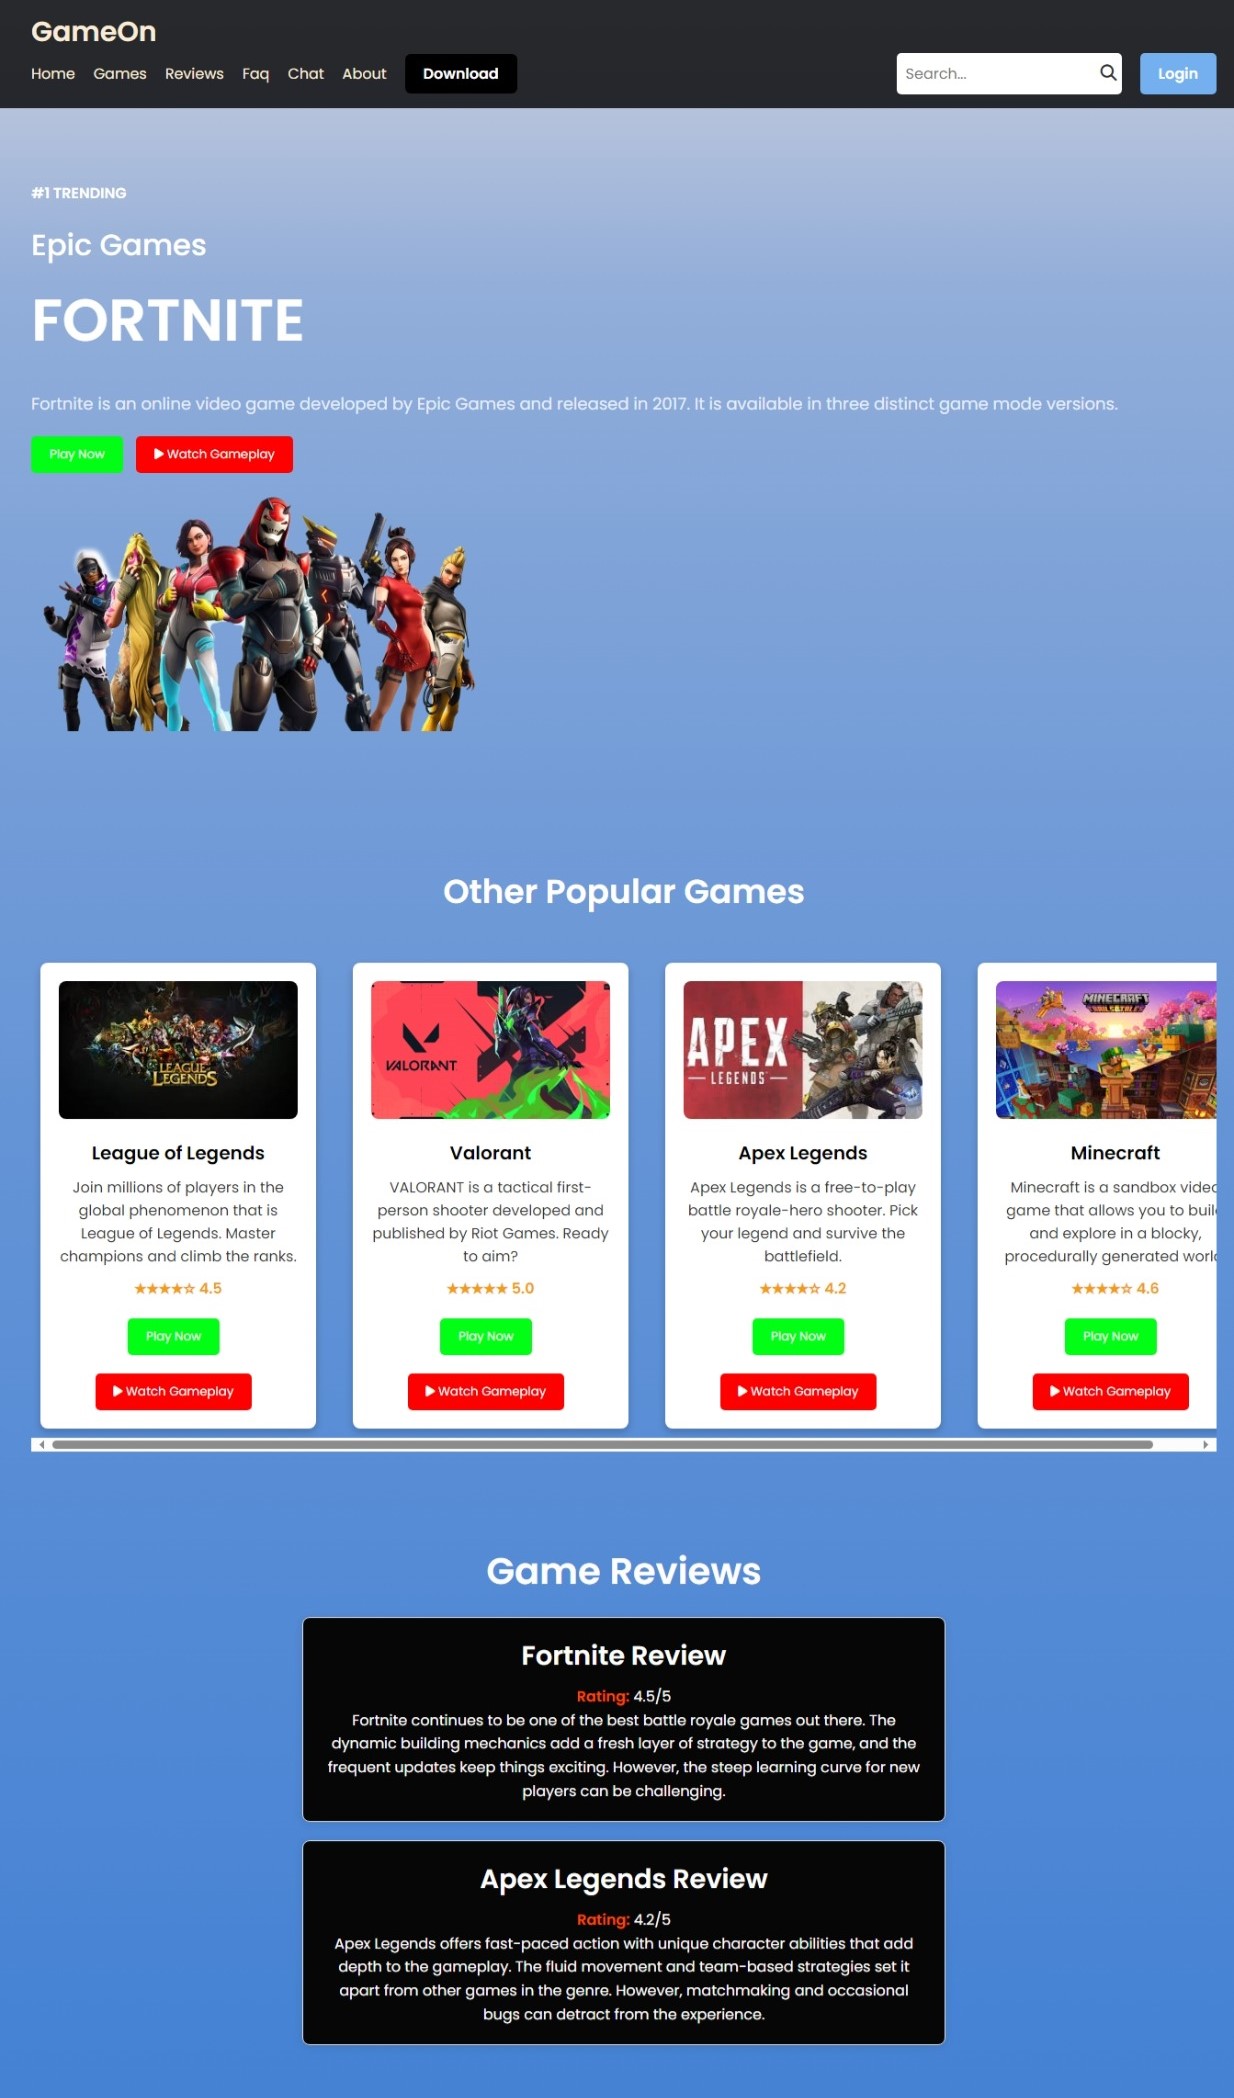 GameOn
Home Games Reviews Faq Chat About Download Search... Login
#1 TRENDING
Epic Games
FORTNITE
Fortnite is an online video game developed by Epic Games and released in 2017. It is available in three distinct game mode versions.
Play Now Watch Gameplay
Other Popular Games
LEAGUE
LEGENDS
League of Legends
Join millions of players in the
global phenomenon that is
League of Legends. Master
champions and climb the ranks.
★★★★☆ 4.5
Play Now
Watch Gameplay
VALORANT
Valorant
VALORANT is a tactical first-
person shooter developed and
published by Riot Games. Ready
to aim?
★★★★★ 5.0
Play Now
Watch Gameplay
APEX
LEGENDS
Apex Legends
Apex Legends is a free-to-play
battle royale-hero shooter. Pick
your legend and survive the
battlefield.
★★★★☆ 4.2
Play Now
Watch Gameplay
MINECRAFT
Minecraft
Minecraft is a sandbox video
game that allows you to build
and explore in a blocky,
procedurally generated world
★★★★☆ 4.6
Play Now
Watch Gameplay
Game Reviews
Fortnite Review
Rating: 4.5/5
Fortnite continues to be one of the best battle royale games out there. The
dynamic building mechanics add a fresh layer of strategy to the game, and the
frequent updates keep things exciting. However, the steep learning curve for new
players can be challenging.
Apex Legends Review
Rating: 4.2/5
Apex Legends offers fast-paced action with unique character abilities that add
depth to the gameplay. The fluid movement and team-based strategies set it
apart from other games in the genre. However, matchmaking and occasional
bugs can detract from the experience.